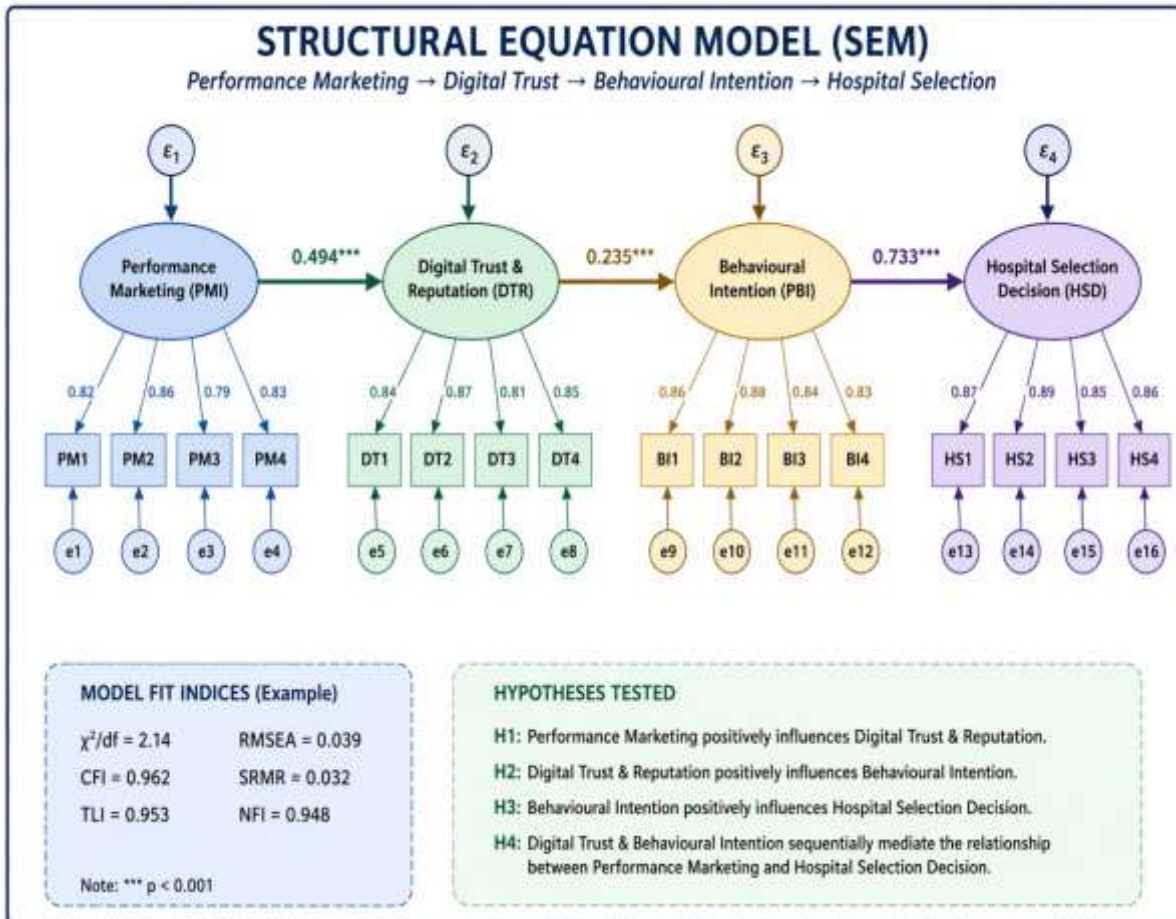 STRUCTURAL EQUATION MODEL (SEM)
Performance Marketing → Digital Trust → Behavioural Intention → Hospital Selection
ε1 ε2 ε3 ε4
Performance
Marketing (PMI)
0.494***
Digital Trust &
Reputation (DTR)
0.235***
Behavioural
Intention (PBI)
0.733***
Hospital Selection
Decision (HSD)
0.82 0.86 0.79 0.83 0.84 0.87 0.81 0.85 0.86 0.88 0.84 0.83 0.87 0.89 0.85 0.86
PM1 PM2 PM3 PM4 DT1 DT2 DT3 DT4 BI1 BI2 BI3 BI4 HS1 HS2 HS3 HS4
e1 e2 e3 e4 e5 e6 e7 e8 e9 e10 e11 e12 e13 e14 e15 e16
MODEL FIT INDICES (Example)
χ²/df = 2.14 RMSEA = 0.039
CFI = 0.962 SRMR = 0.032
TLI = 0.953 NFI = 0.948
Note: *** p < 0.001
HYPOTHESES TESTED
H1: Performance Marketing positively influences Digital Trust & Reputation.
H2: Digital Trust & Reputation positively influences Behavioural Intention.
H3: Behavioural Intention positively influences Hospital Selection Decision.
H4: Digital Trust & Behavioural Intention sequentially mediate the relationship
between Performance Marketing and Hospital Selection Decision.